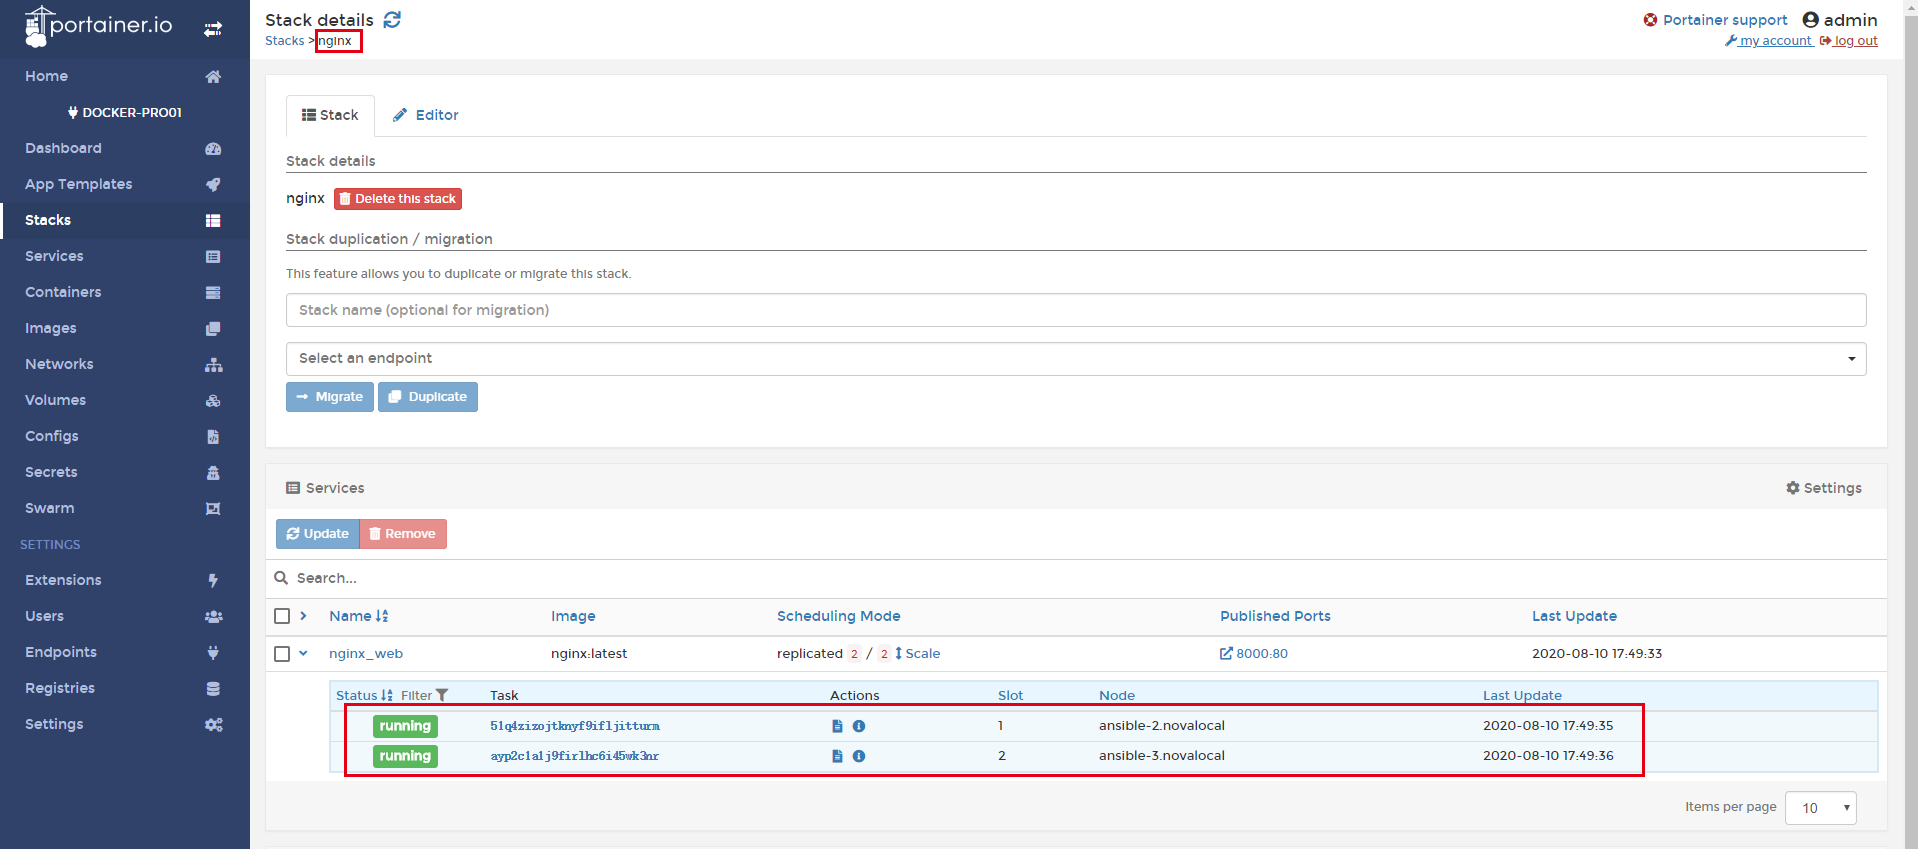 portainer.io
Home
DOCKER-PRO01
Dashboard
App Templates
Stacks
Services
Containers
Images
Networks
Volumes
Configs
Secrets
Swarm
SETTINGS
Extensions
Users
Endpoints
Registries
Settings
Stack details
Stacks > nginx
Portainer support admin
my account log out
Stack Editor
Stack details
nginx Delete this stack
Stack duplication / migration
This feature allows you to duplicate or migrate this stack.
Stack name (optional for migration)
Select an endpoint
Migrate Duplicate
Services Settings
Update Remove
Search...
Name Image Scheduling Mode Published Ports Last Update
nginx_web nginx:latest replicated 2 / 2 Scale 8000:80 2020-08-10 17:49:33
Status Filter Task Actions Slot Node Last Update
running 51q4zizojtknyf9ifljitturm 1 ansible-2.novalocal 2020-08-10 17:49:35
running ayp2c1a1j9firlhc6i45wk3nr 2 ansible-3.novalocal 2020-08-10 17:49:36
Items per page 10